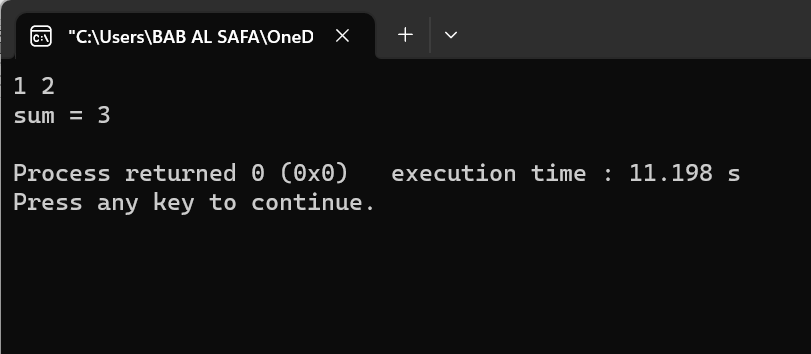 "C:\Users\BAB AL SAFA\OneD
1 2
sum = 3
Process returned 0 (0x0)   execution time : 11.198 s
Press any key to continue.